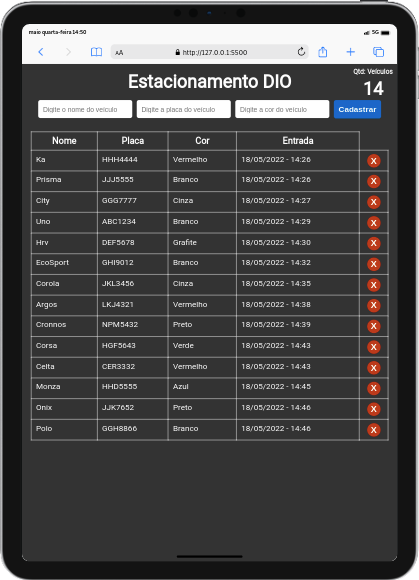 maio quarta-feira 14:50
5G
AA
http://127.0.0.1:5500
Qtd: Veículos
Estacionamento DIO
14
Digite o nome do veículo Digite a placa do veículo Digite a cor do veículo Cadastrar
Nome Placa Cor Entrada
Ka HHH4444 Vermelho 18/05/2022 - 14:26 X
Prisma JJJ5555 Branco 18/05/2022 - 14:26 X
City GGG7777 Cinza 18/05/2022 - 14:27 X
Uno ABC1234 Branco 18/05/2022 - 14:29 X
Hrv DEF5678 Grafite 18/05/2022 - 14:30 X
EcoSport GHI9012 Branco 18/05/2022 - 14:32 X
Corola JKL3456 Cinza 18/05/2022 - 14:35 X
Argos LKJ4321 Vermelho 18/05/2022 - 14:38 X
Cronnos NPM5432 Preto 18/05/2022 - 14:39 X
Corsa HGF5643 Verde 18/05/2022 - 14:43 X
Celta CER3332 Vermelho 18/05/2022 - 14:43 X
Monza HHD5555 Azul 18/05/2022 - 14:45 X
Onix JJK7652 Preto 18/05/2022 - 14:46 X
Polo GGH8866 Branco 18/05/2022 - 14:46 X